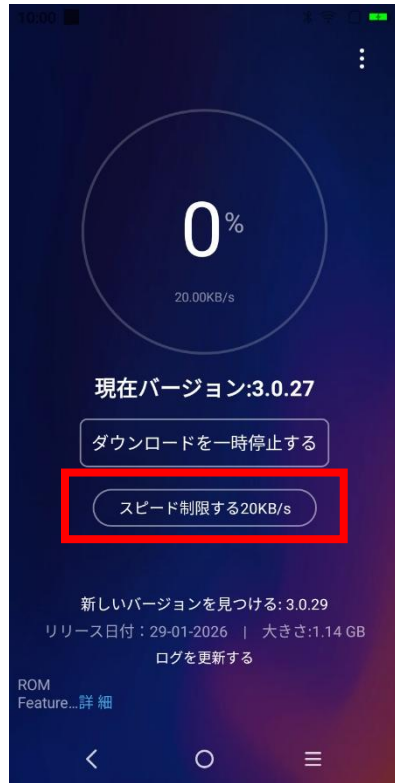 10:00
0%
20.00KB/s
現在バージョン:3.0.27
ダウンロードを一時停止する
スピード制限する20KB/s
新しいバージョンを見つける: 3.0.29
リリース日付：29-01-2026 | 大きさ:1.14 GB
ログを更新する
ROM
Feature...詳 細